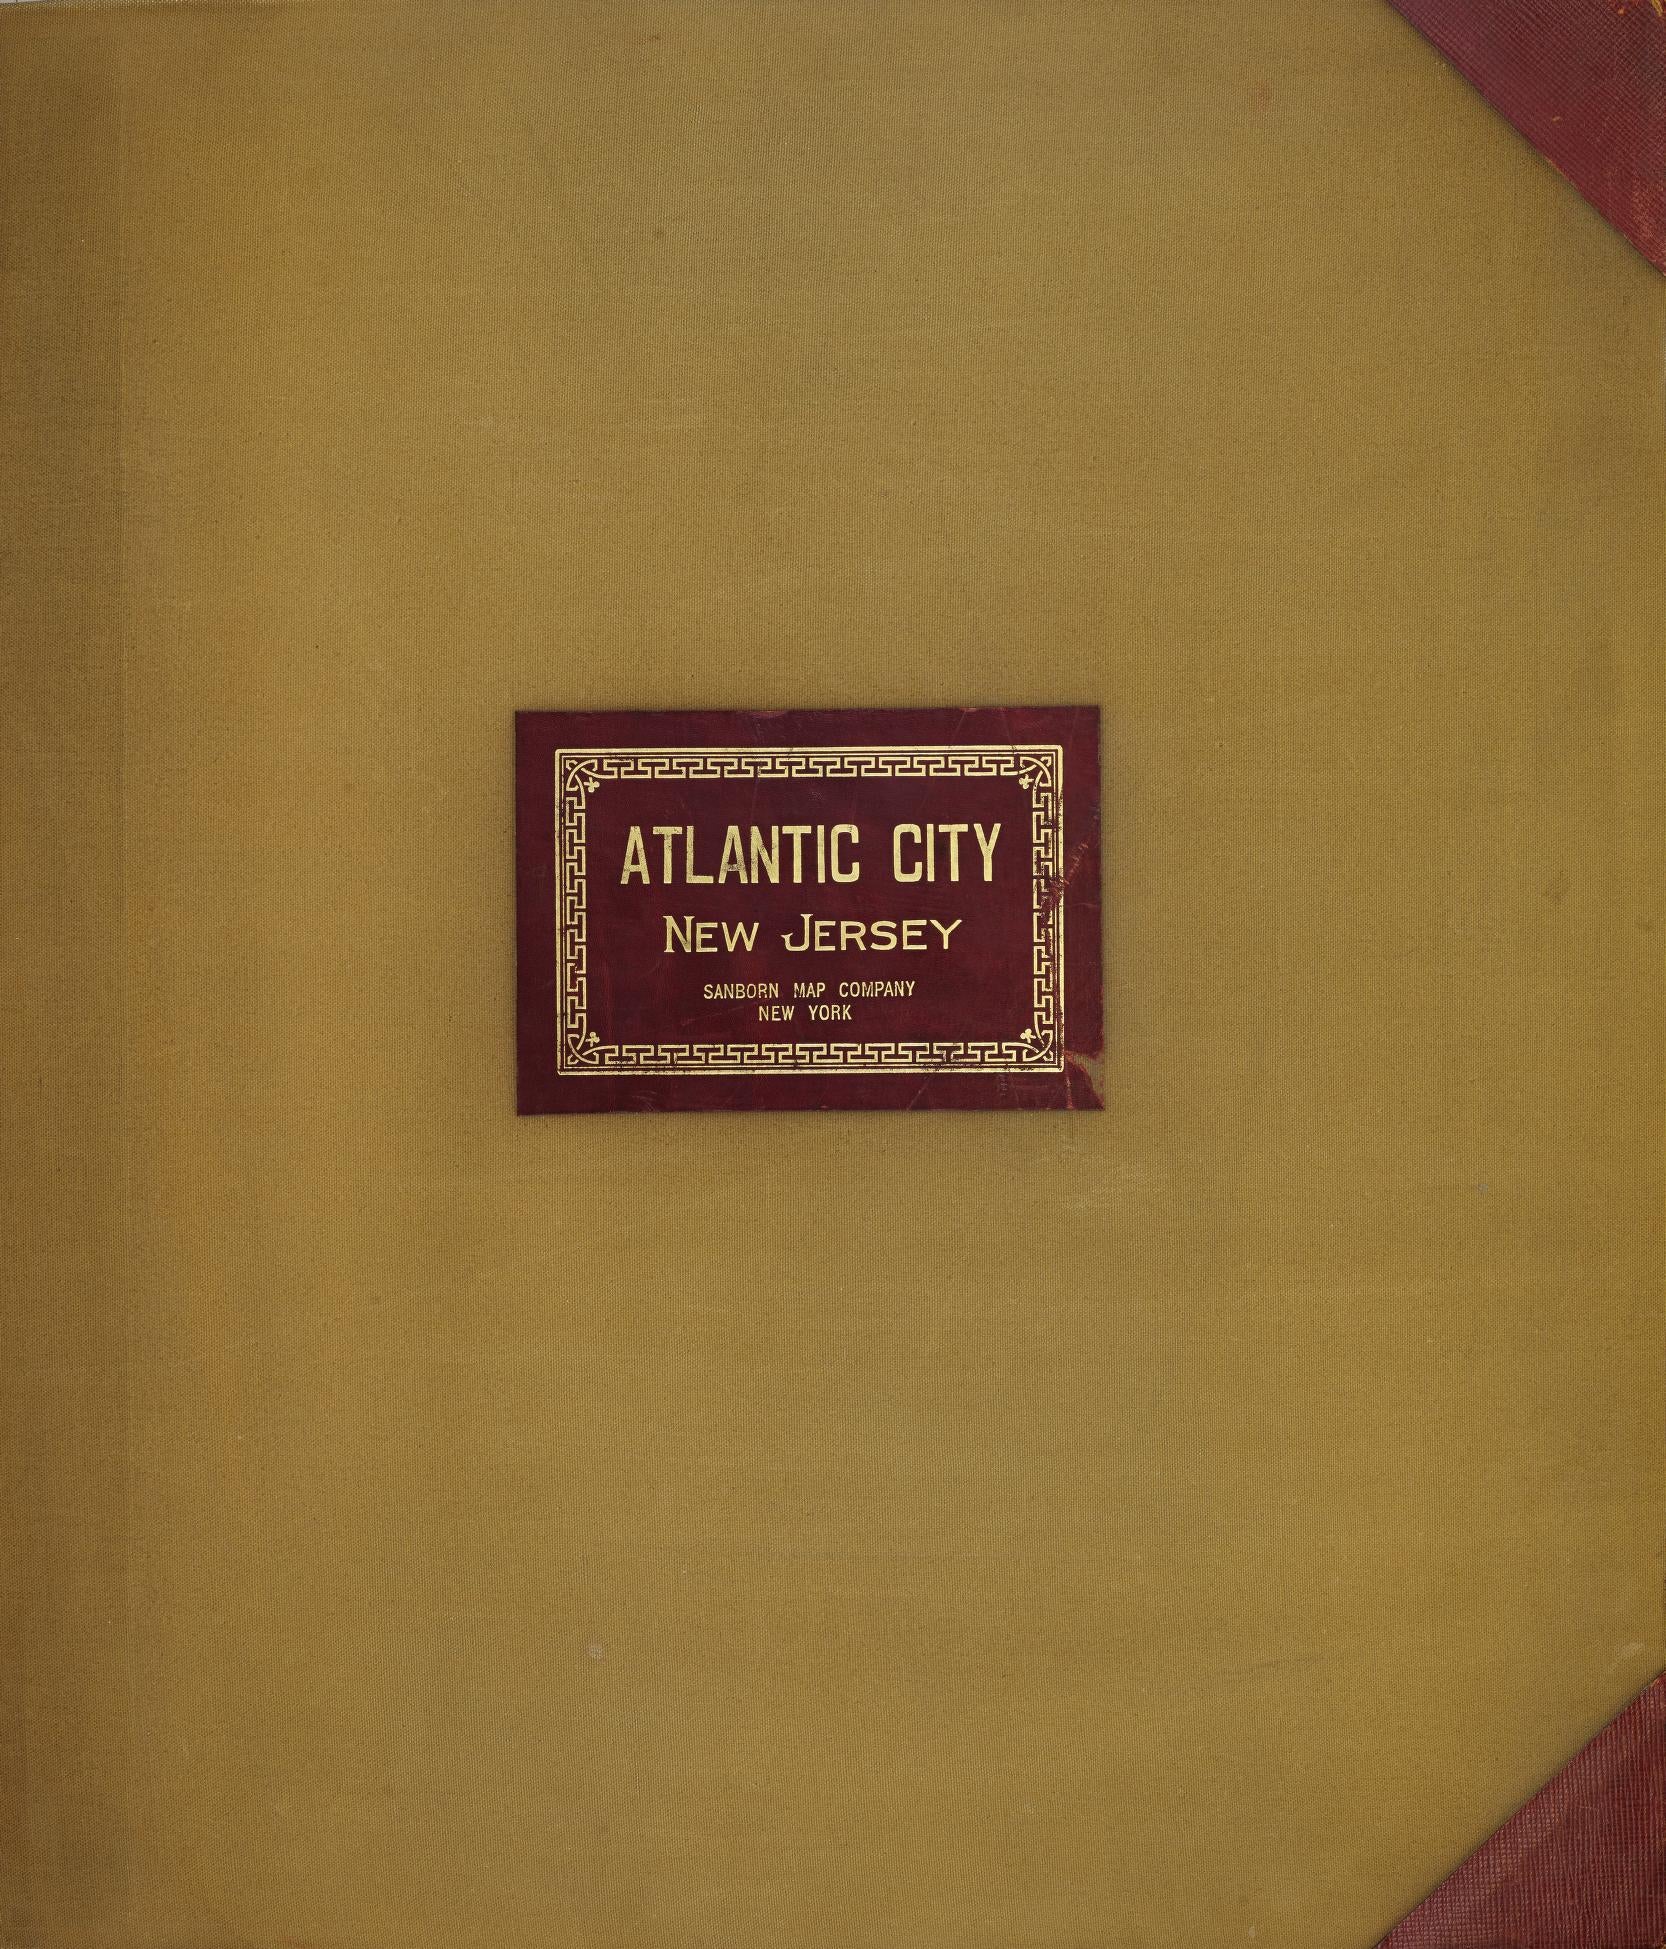 ATLANTIC CITY
NEW JERSEY
SANBORN MAP COMPANY
NEW YORK